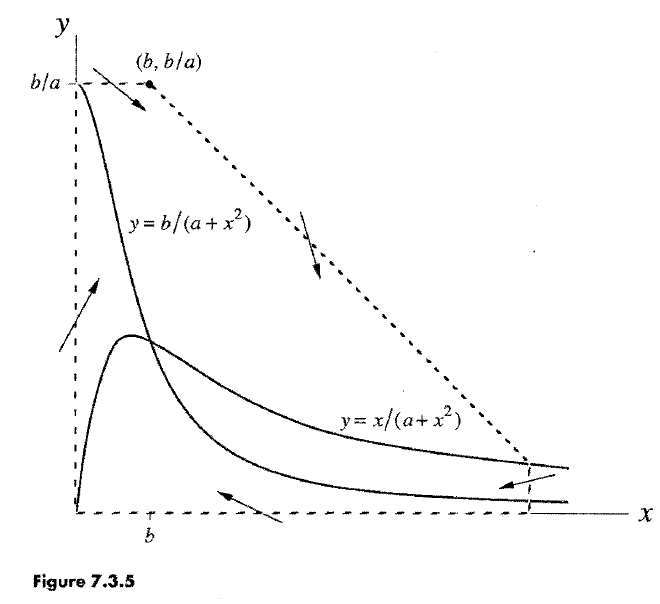 y
(b, b/a)
b/a
y = b/(a + x²)
y = x/(a + x²)
x
b
Figure 7.3.5